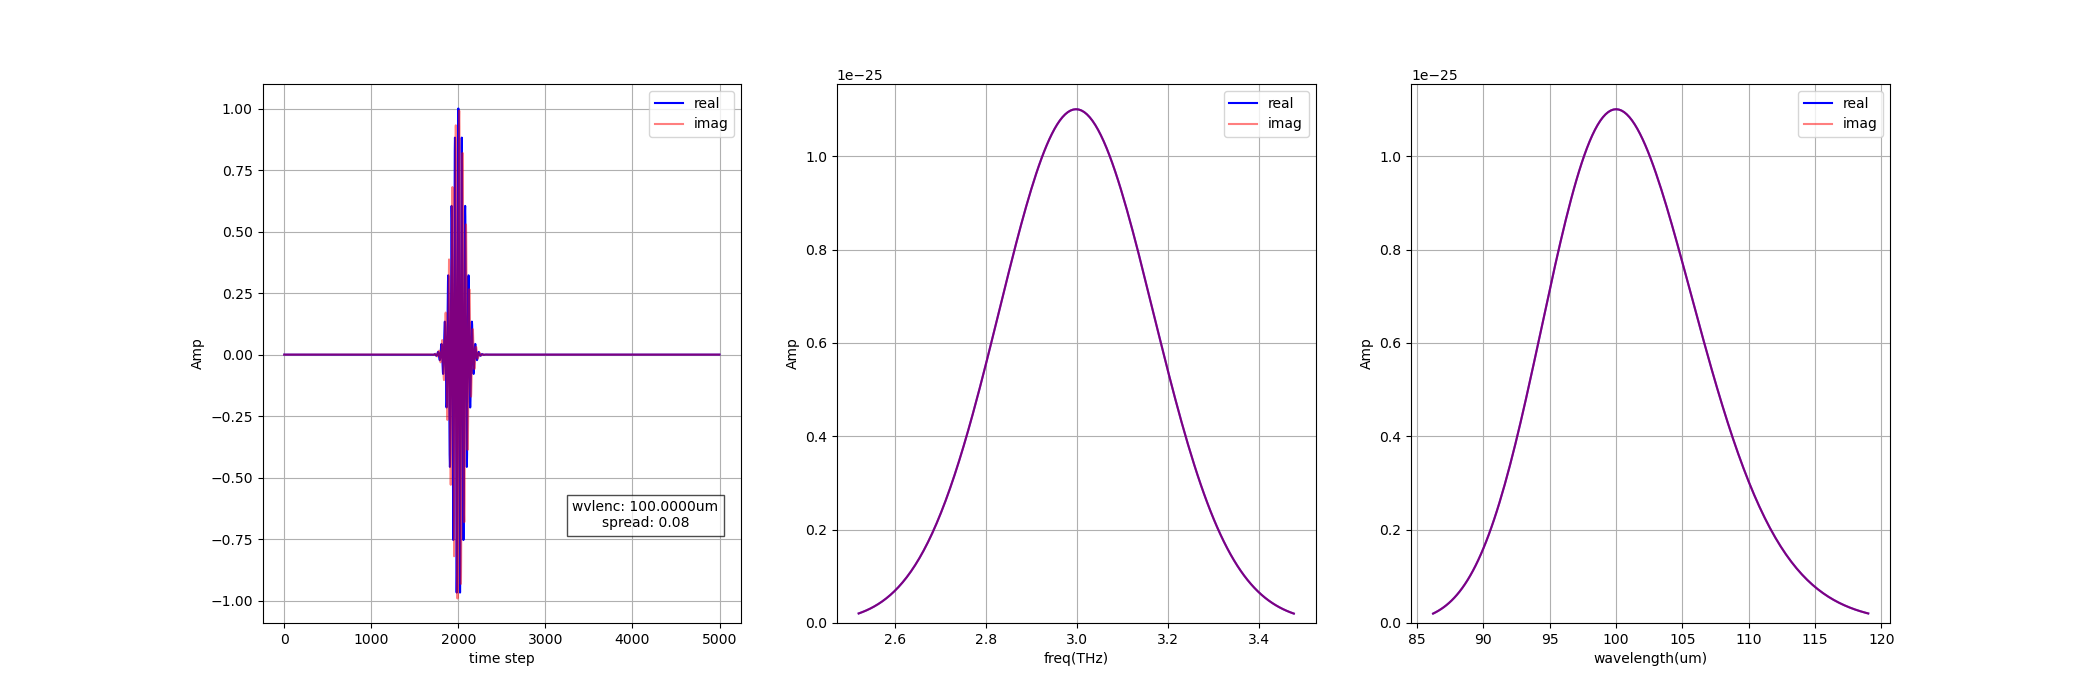 1.00
0.75
0.50
0.25
0.00
−0.25
−0.50
−0.75
−1.00
Amp
0
1000
2000
3000
4000
5000
time step
real
imag
wvlenc: 100.0000um
spread: 0.08
1e−25
1.0
0.8
0.6
0.4
0.2
0.0
Amp
2.6
2.8
3.0
3.2
3.4
freq(THz)
real
imag
1e−25
1.0
0.8
0.6
0.4
0.2
0.0
Amp
85
90
95
100
105
110
115
120
wavelength(um)
real
imag